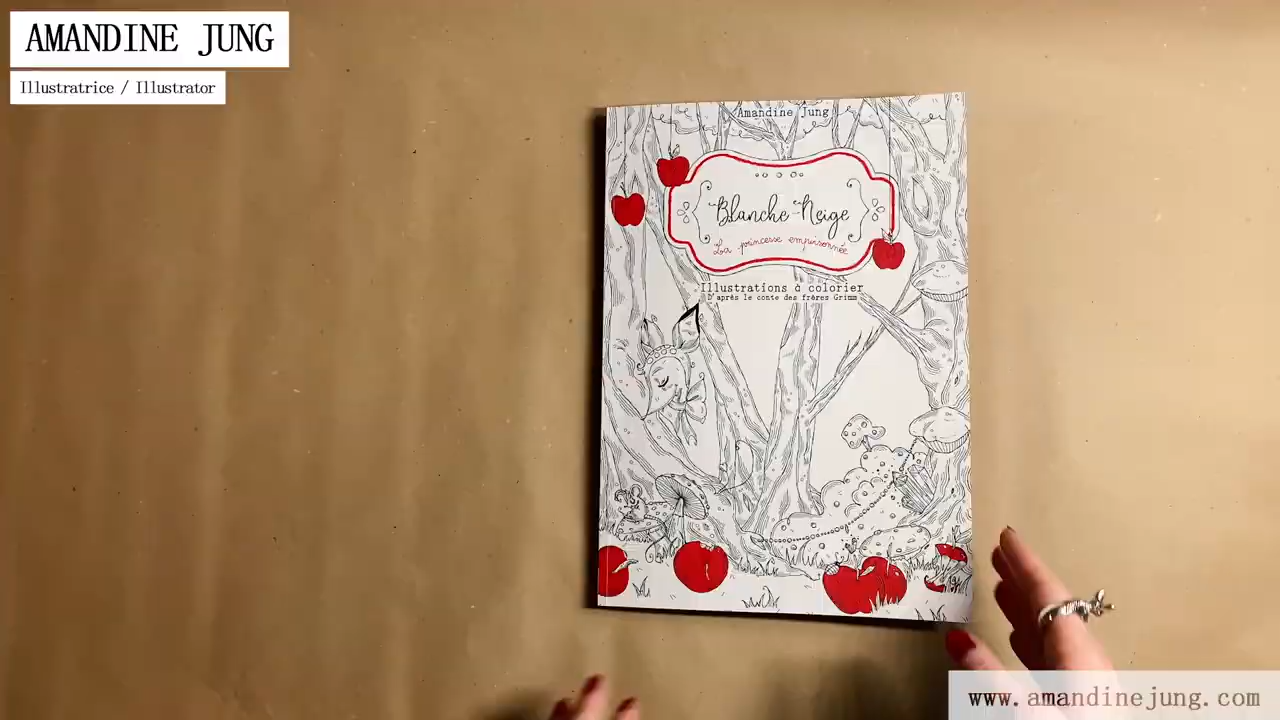 AMANDINE JUNG
Illustratrice / Illustrator
Amandine Jung
Blanche-Neige
La princesse empoisonnée
Illustrations à colorier
D'après le conte des frères Grimm
www.amandinejung.com